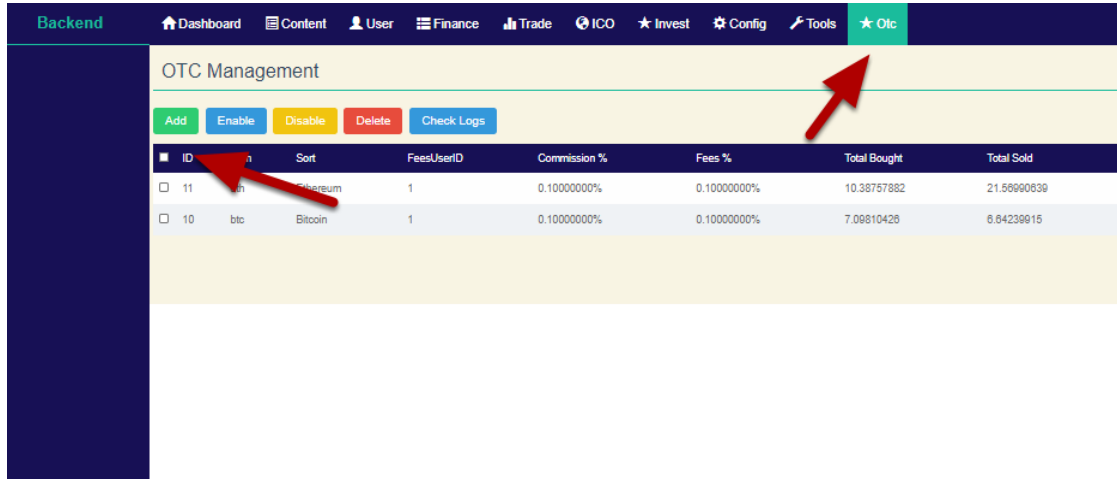 Backend Dashboard Content User Finance Trade ICO Invest Config Tools Otc
OTC Management
Add Enable Disable Delete Check Logs
ID Sort FeesUserID Commission % Fees % Total Bought Total Sold
11 Ethereum 1 0.10000000% 0.10000000% 10.38757882 21.56990639
10 btc Bitcoin 1 0.10000000% 0.10000000% 7.09810426 6.64239915